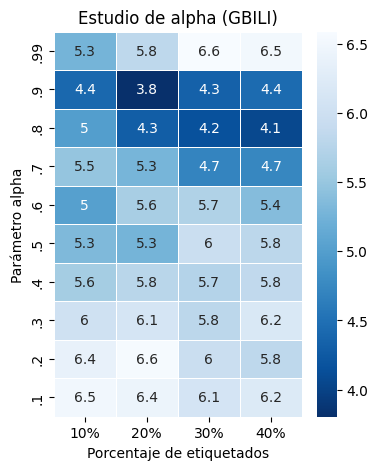 Estudio de alpha (GBILI)
Parámetro alpha
.99 5.3 5.8 6.6 6.5
.9 4.4 3.8 4.3 4.4
.8 5 4.3 4.2 4.1
.7 5.5 5.3 4.7 4.7
.6 5 5.6 5.7 5.4
.5 5.3 5.3 6 5.8
.4 5.6 5.8 5.7 5.8
.3 6 6.1 5.8 6.2
.2 6.4 6.6 6 5.8
.1 6.5 6.4 6.1 6.2
10% 20% 30% 40%
Porcentaje de etiquetados
6.5
6.0
5.5
5.0
4.5
4.0